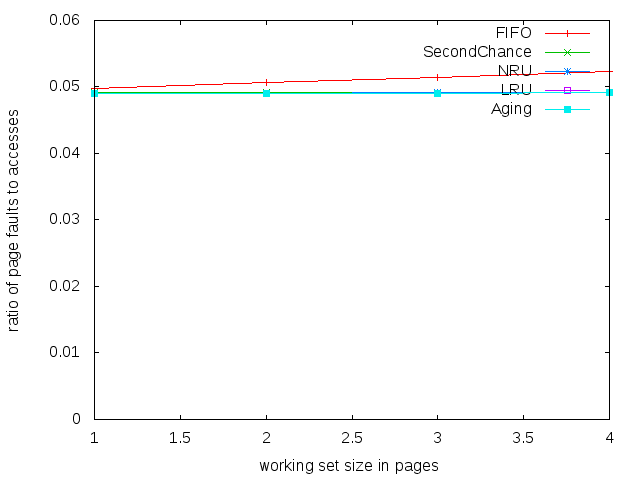 0.06
0.05
0.04
0.03
0.02
0.01
0
1
1.5
2
2.5
3
3.5
4
ratio of page faults to accesses
working set size in pages
FIFO
SecondChance
NRU
LRU
Aging